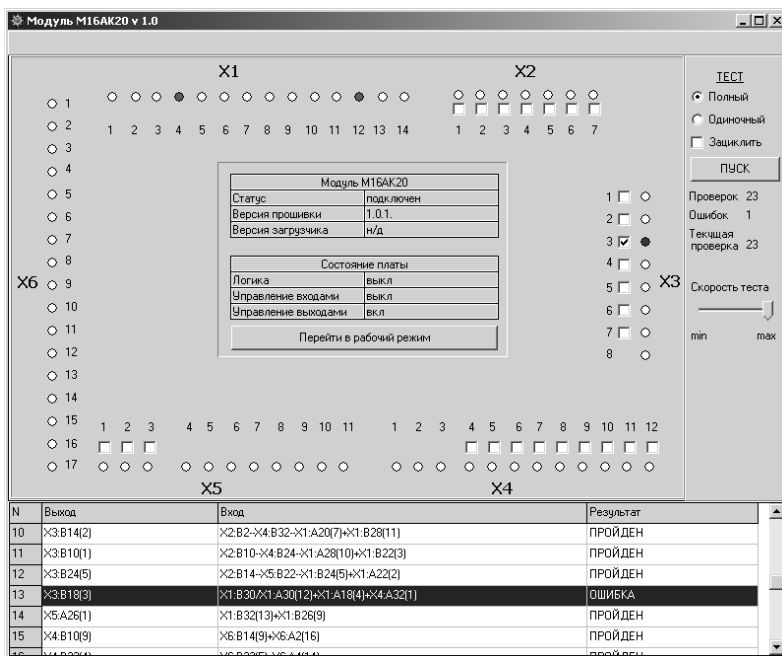 Модуль М16АК20 v 1.0
X1
X2
1 2 3 4 5 6 7 8 9 10 11 12 13 14
1 2 3 4 5 6 7
ТЕСТ
Полный
Одиночный
Зациклить
ПУСК
Проверок 23
Ошибок 1
Текущая
проверка 23
Скорость теста
min max
X6
1
2
3
4
5
6
7
8
9
10
11
12
13
14
15
16
17
Модуль М16АК20
Статус подключен
Версия прошивки 1.0.1.
Версия загрузчика н/д
Состояние платы
Логика выкл
Управление входами выкл
Управление выходами вкл
Перейти в рабочий режим
1
2
3
4
5
6
7
8
X3
1 2 3 4 5 6 7 8 9 10 11
X5
1 2 3 4 5 6 7 8 9 10 11 12
X4
N Выход Вход Результат
10 X3:B14(2) X2:B2--X4:B32--X1:A20(7)+X1:B28(11) ПРОЙДЕН
11 X3:B10(1) X2:B10--X4:B24--X1:A28(10)+X1:B22(3) ПРОЙДЕН
12 X3:B24(5) X2:B14--X5:B22--X1:B24(5)+X1:A22(2) ПРОЙДЕН
13 X3:B18(3) X1:B30/X1:A30(12)+X1:A18(4)+X4:A32(1) ОШИБКА
14 X5:A26(1) X1:B32(13)+X1:B26(9) ПРОЙДЕН
15 X4:B10(9) X6:B14(9)+X6:A2(16) ПРОЙДЕН